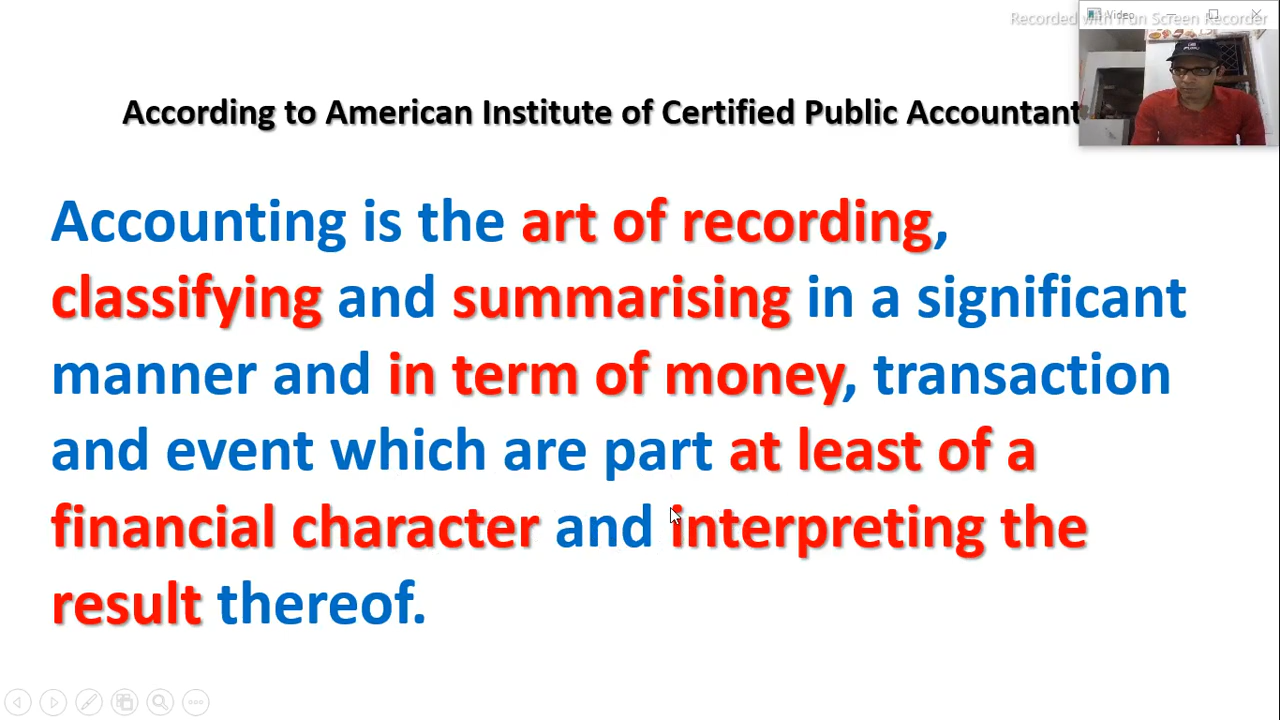 Recorded with iFun Screen Recorder
Video
According to American Institute of Certified Public Accountant
Accounting is the art of recording,
classifying and summarising in a significant
manner and in term of money, transaction
and event which are part at least of a
financial character and interpreting the
result thereof.